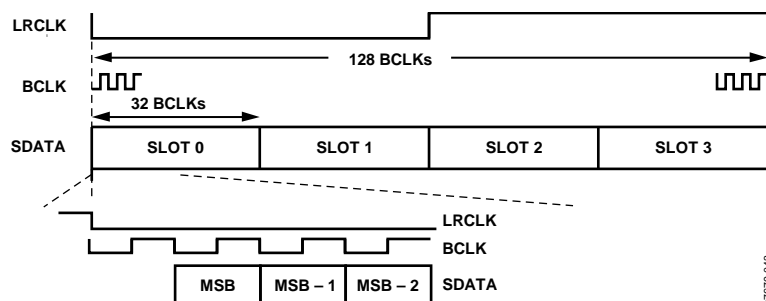 LRCLK
128 BCLKs
BCLK
32 BCLKs
SDATA
SLOT 0
SLOT 1
SLOT 2
SLOT 3
LRCLK
BCLK
MSB
MSB – 1
MSB – 2
SDATA